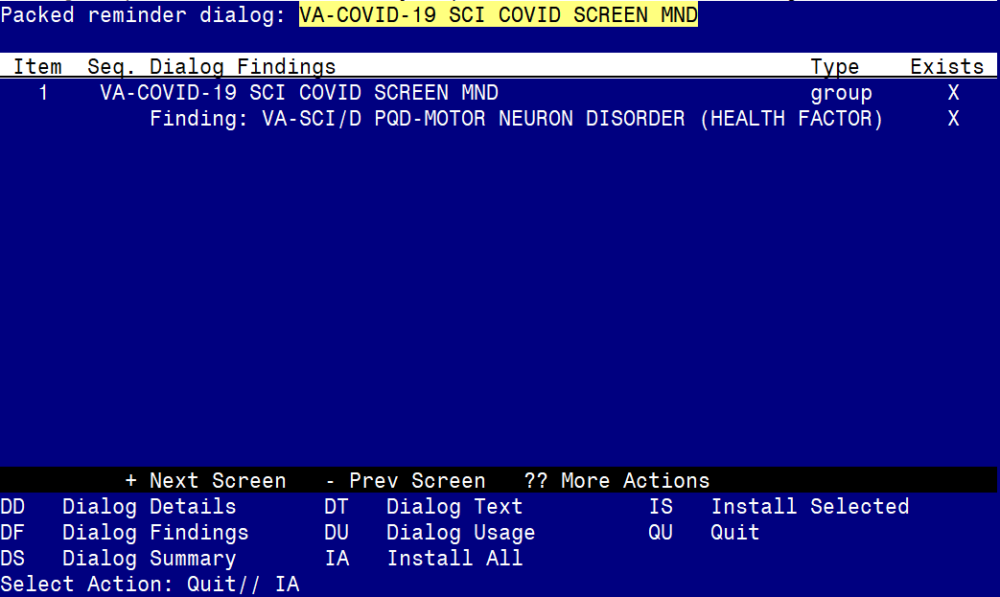 Packed reminder dialog: VA-COVID-19 SCI COVID SCREEN MND
Item Seq. Dialog Findings Type Exists
1 VA-COVID-19 SCI COVID SCREEN MND group X
Finding: VA-SCI/D PQD-MOTOR NEURON DISORDER (HEALTH FACTOR) X
+ Next Screen - Prev Screen ?? More Actions
DD Dialog Details DT Dialog Text IS Install Selected
DF Dialog Findings DU Dialog Usage QU Quit
DS Dialog Summary IA Install All
Select Action: Quit// IA